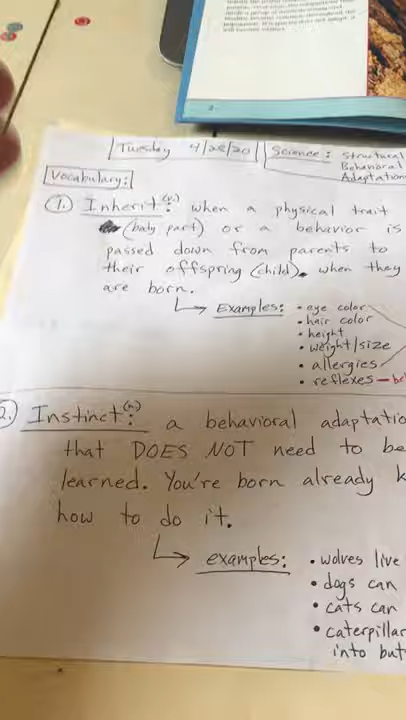 Tuesday 4/28/20 Science: Structural
Behavioral
Adaptation
Vocabulary:
1. Inherit (v.): when a physical trait
(body part) or a behavior is
passed down from parents to
their offspring (child). when they
are born.
Examples: • eye color
• hair color
• height
• weight/size
• allergies
• reflexes
2. Instinct (n): a behavioral adaptatio
that DOES NOT need to be
learned. You're born already k
how to do it.
examples: • wolves live
• dogs can
• cats can
• caterpillar
into but